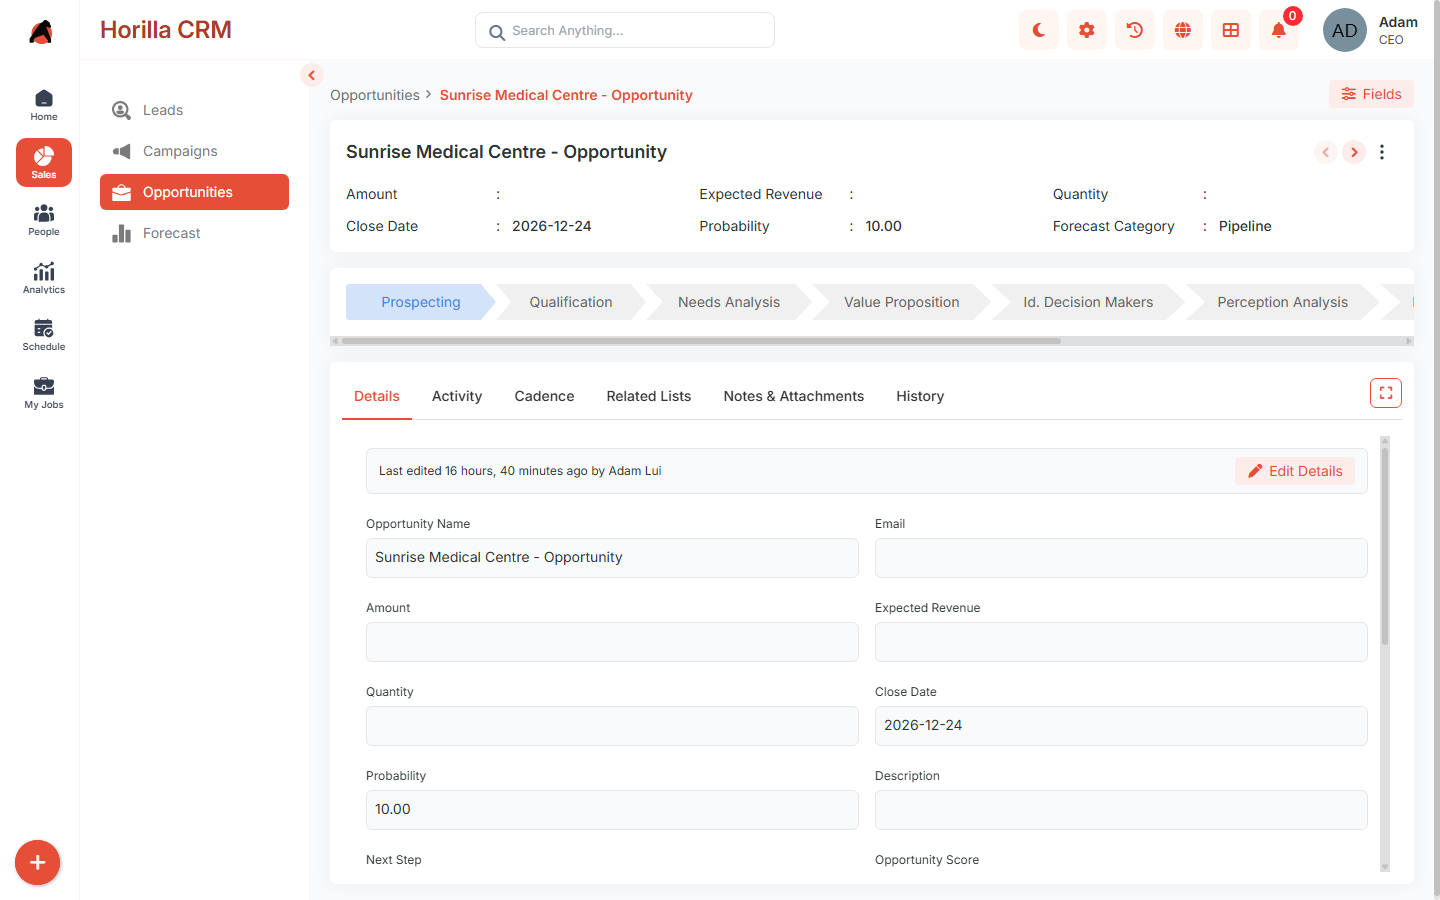 Horilla CRM
Search Anything...
0
AD
Adam
CEO
Home
Sales
People
Analytics
Schedule
My Jobs
Leads
Campaigns
Opportunities
Forecast
Opportunities > Sunrise Medical Centre - Opportunity
Fields
Sunrise Medical Centre - Opportunity
Amount :
Expected Revenue :
Quantity :
Close Date : 2026-12-24
Probability : 10.00
Forecast Category : Pipeline
Prospecting
Qualification
Needs Analysis
Value Proposition
Id. Decision Makers
Perception Analysis
Details
Activity
Cadence
Related Lists
Notes & Attachments
History
Last edited 16 hours, 40 minutes ago by Adam Lui
Edit Details
Opportunity Name
Sunrise Medical Centre - Opportunity
Email
Amount
Expected Revenue
Quantity
Close Date
2026-12-24
Probability
10.00
Description
Next Step
Opportunity Score